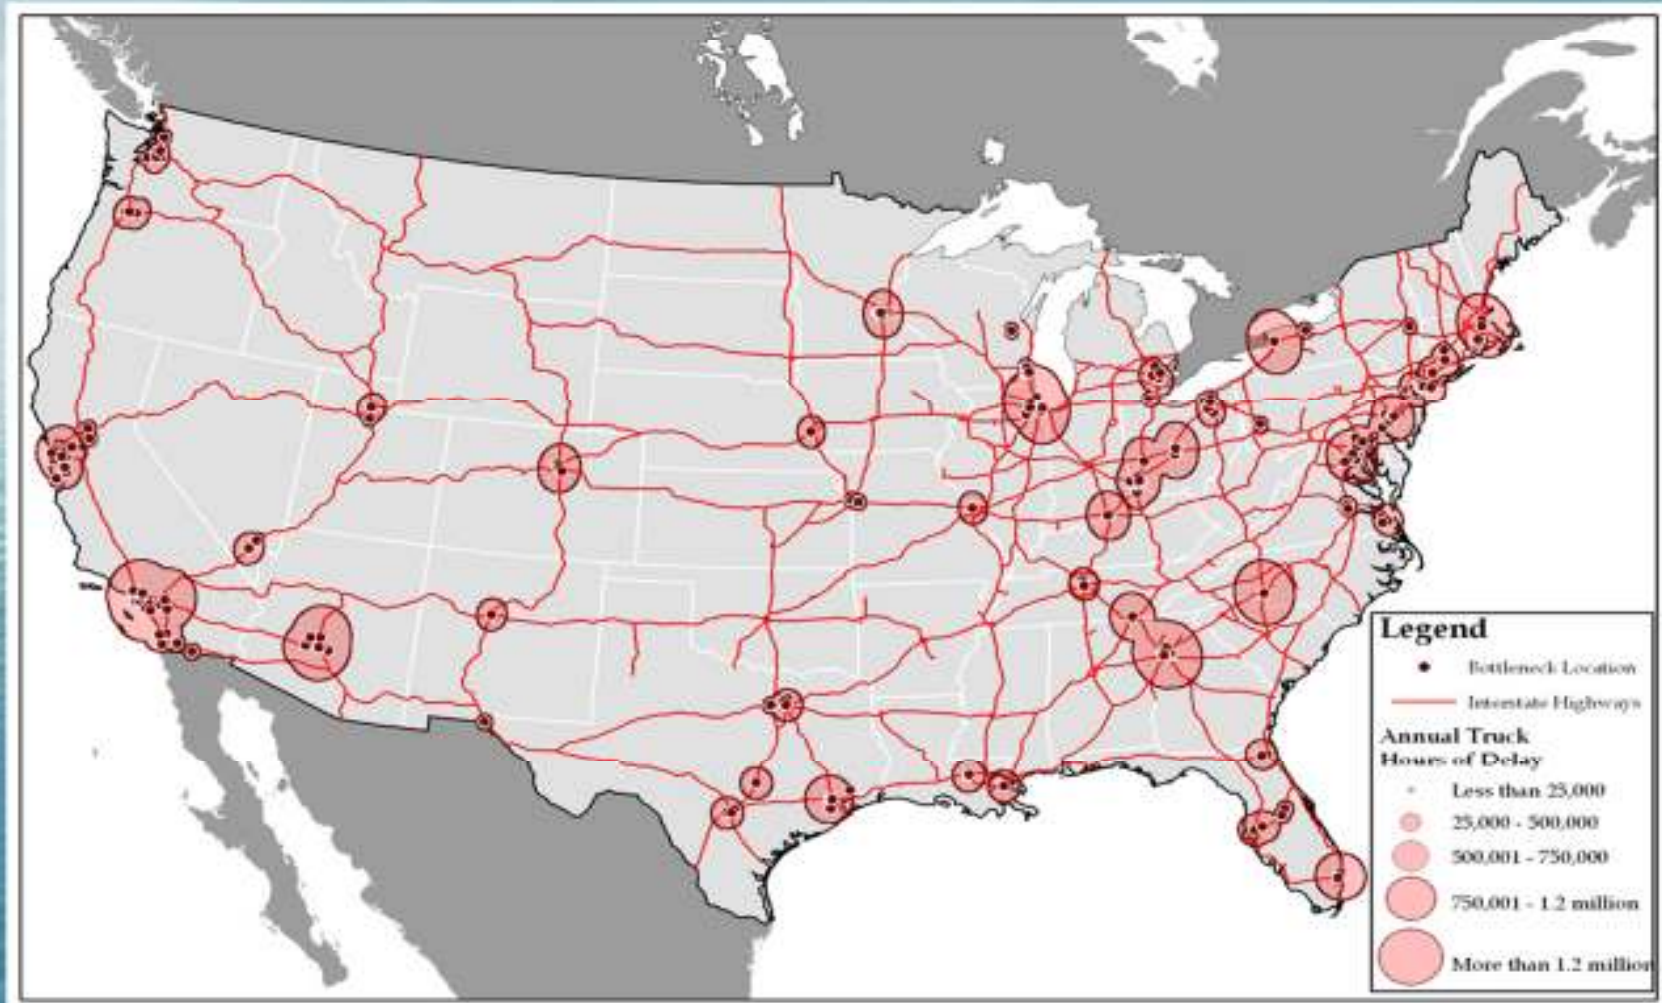 Legend
Bottleneck Location
Interstate Highways
Annual Truck
Hours of Delay
Less than 25,000
25,000 - 500,000
500,001 - 750,000
750,001 - 1.2 million
More than 1.2 million